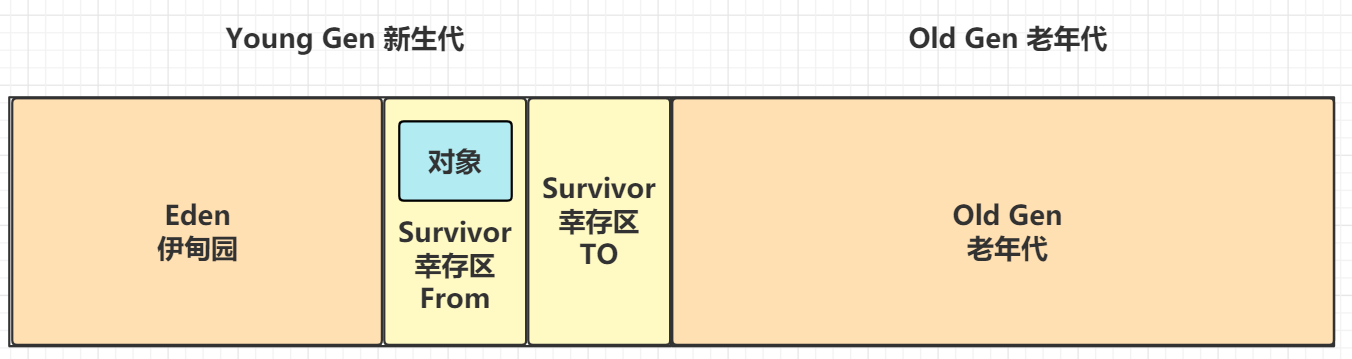 Young Gen 新生代
Old Gen 老年代
Eden
伊甸园
对象
Survivor
幸存区
From
Survivor
幸存区
TO
Old Gen
老年代